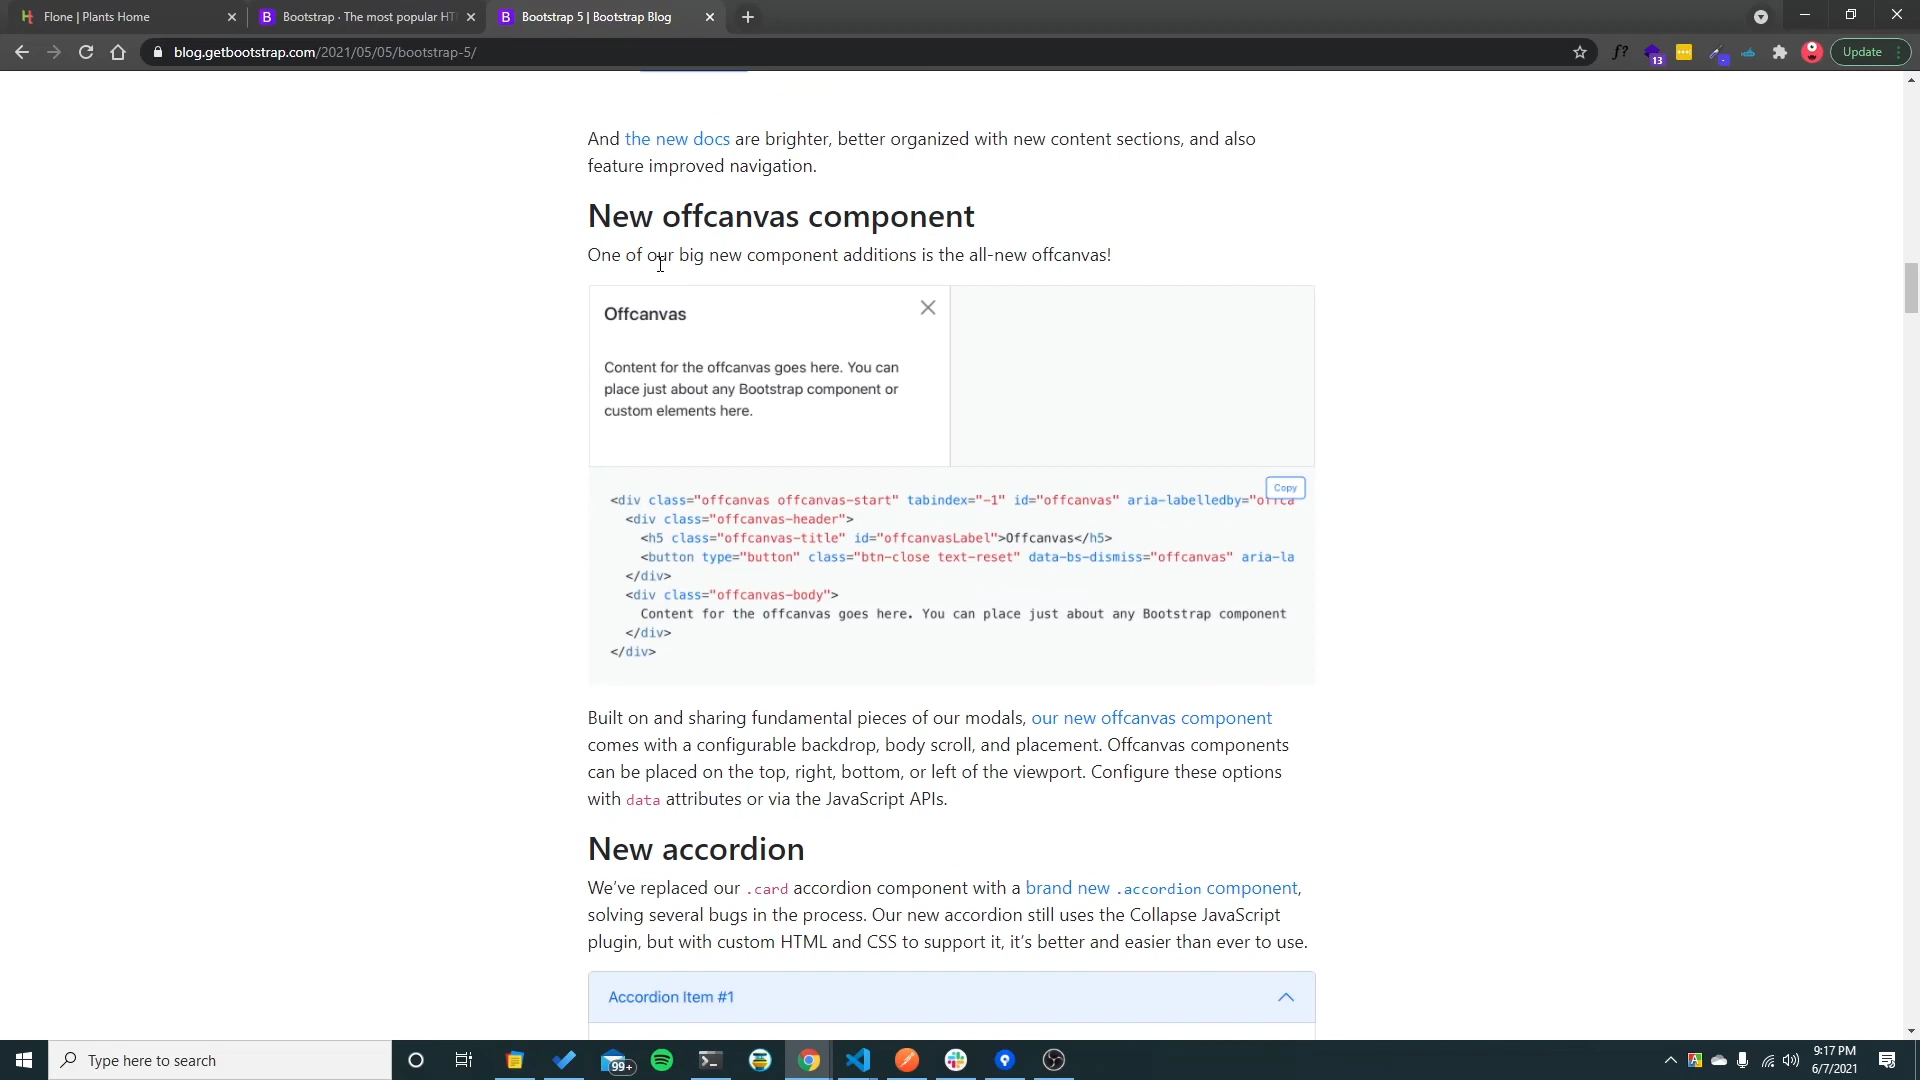 Flone | Plants Home
Bootstrap · The most popular HT
Bootstrap 5 | Bootstrap Blog
blog.getbootstrap.com/2021/05/05/bootstrap-5/
f?
13
Update
And the new docs are brighter, better organized with new content sections, and also
feature improved navigation.
New offcanvas component
One of our big new component additions is the all-new offcanvas!
Offcanvas
Content for the offcanvas goes here. You can
place just about any Bootstrap component or
custom elements here.
Copy
<div class="offcanvas offcanvas-start" tabindex="-1" id="offcanvas" aria-labelledby="offca
<div class="offcanvas-header">
<h5 class="offcanvas-title" id="offcanvasLabel">Offcanvas</h5>
<button type="button" class="btn-close text-reset" data-bs-dismiss="offcanvas" aria-la
</div>
<div class="offcanvas-body">
Content for the offcanvas goes here. You can place just about any Bootstrap component
</div>
</div>
Built on and sharing fundamental pieces of our modals, our new offcanvas component
comes with a configurable backdrop, body scroll, and placement. Offcanvas components
can be placed on the top, right, bottom, or left of the viewport. Configure these options
with data attributes or via the JavaScript APIs.
New accordion
We've replaced our .card accordion component with a brand new .accordion component,
solving several bugs in the process. Our new accordion still uses the Collapse JavaScript
plugin, but with custom HTML and CSS to support it, it's better and easier than ever to use.
Accordion Item #1
Type here to search
99+
9:17 PM
6/7/2021